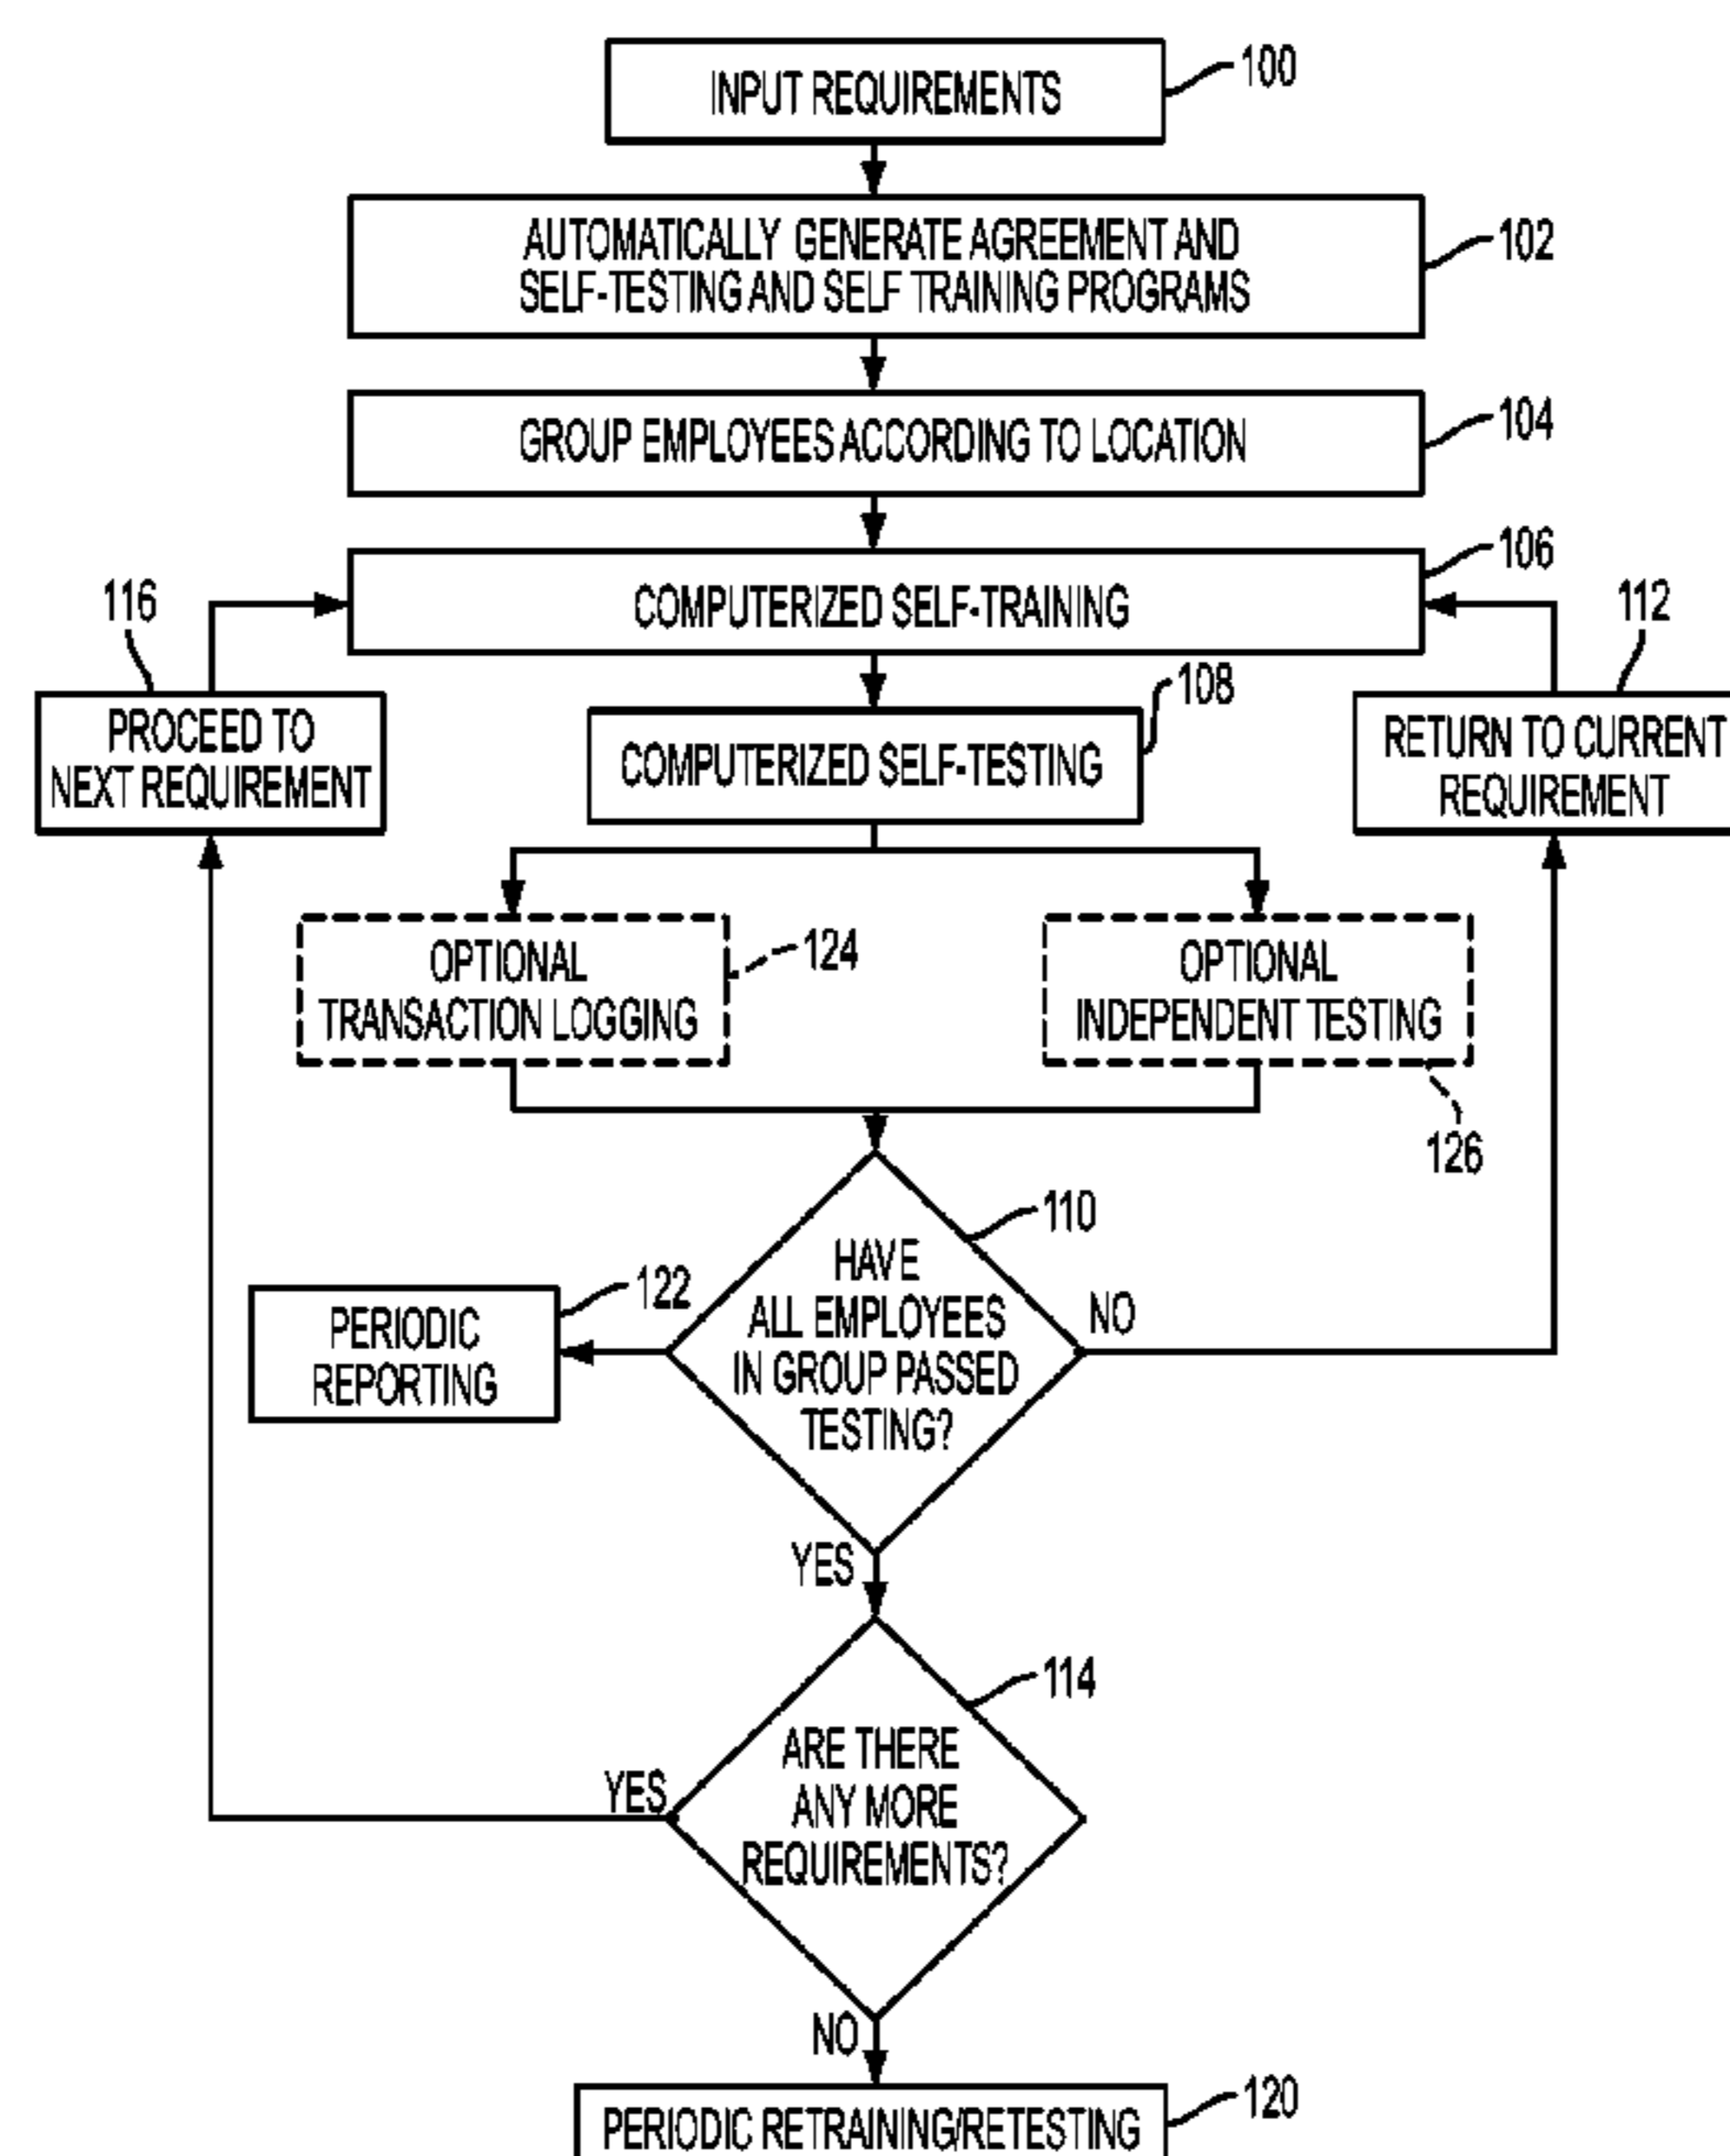 INPUT REQUIREMENTS
100
AUTOMATICALLY GENERATE AGREEMENT AND
SELF-TESTING AND SELF TRAINING PROGRAMS
102
GROUP EMPLOYEES ACCORDING TO LOCATION
104
COMPUTERIZED SELF-TRAINING
106
116
PROCEED TO
NEXT REQUIREMENT
COMPUTERIZED SELF-TESTING
108
112
RETURN TO CURRENT
REQUIREMENT
OPTIONAL
TRANSACTION LOGGING
124
OPTIONAL
INDEPENDENT TESTING
126
HAVE
ALL EMPLOYEES
IN GROUP PASSED
TESTING?
110
NO
PERIODIC
REPORTING
122
YES
ARE THERE
ANY MORE
REQUIREMENTS?
114
YES
NO
PERIODIC RETRAINING/RETESTING
120